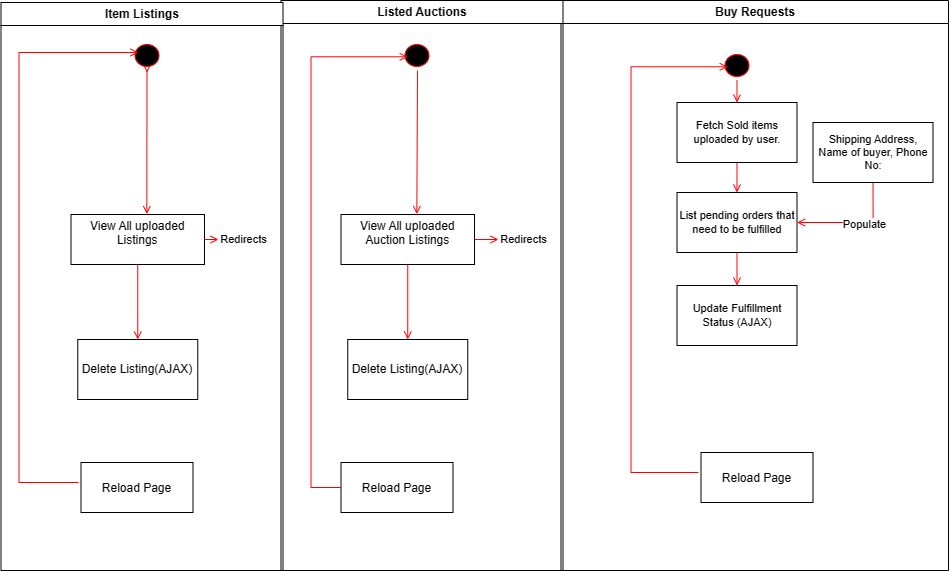 Item Listings
View All uploaded
Listings
Redirects
Delete Listing(AJAX)
Reload Page
Listed Auctions
View All uploaded
Auction Listings
Redirects
Delete Listing(AJAX)
Reload Page
Buy Requests
Fetch Sold items
uploaded by user.
Shipping Address,
Name of buyer, Phone
No:
List pending orders that
need to be fulfilled
Populate
Update Fulfillment
Status (AJAX)
Reload Page